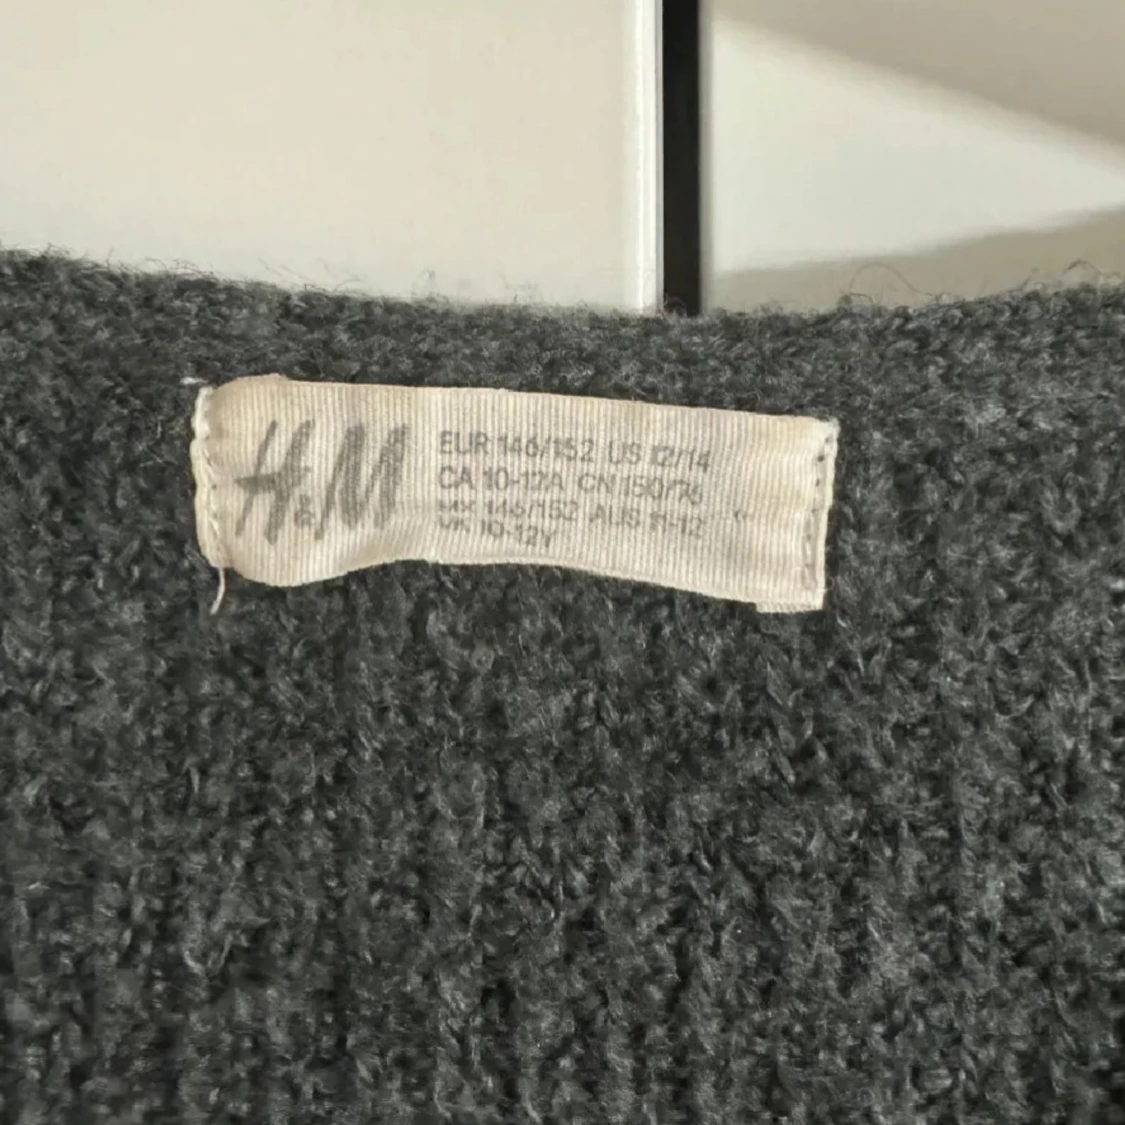 H&M
EUR 146/152 US 12/14
CA 10-12A CN 150/76
MX 146/152 AUS 11-12
UK 10-12Y